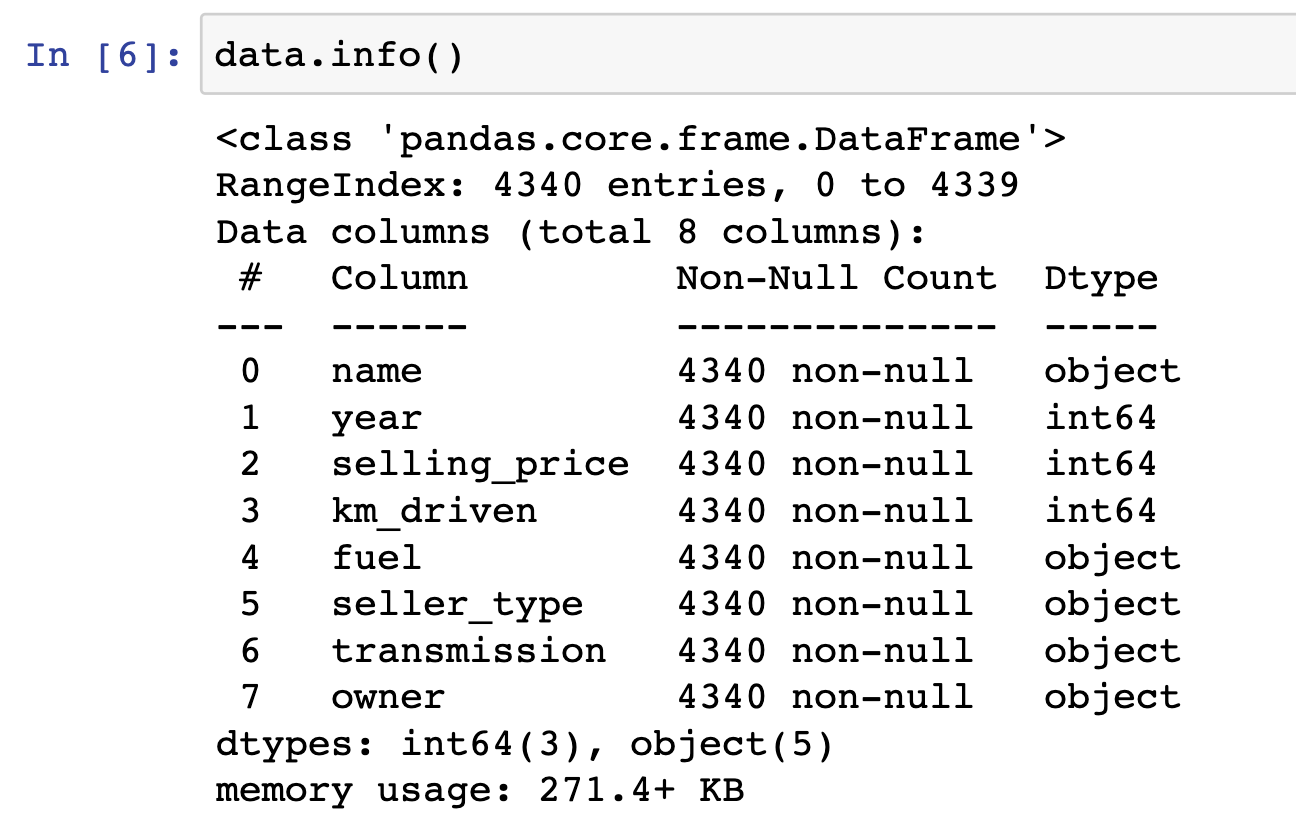 In [6]: data.info()
<class 'pandas.core.frame.DataFrame'>
RangeIndex: 4340 entries, 0 to 4339
Data columns (total 8 columns):
 #   Column         Non-Null Count  Dtype
---  ------         --------------  -----
 0   name           4340 non-null   object
 1   year           4340 non-null   int64
 2   selling_price  4340 non-null   int64
 3   km_driven      4340 non-null   int64
 4   fuel           4340 non-null   object
 5   seller_type    4340 non-null   object
 6   transmission   4340 non-null   object
 7   owner          4340 non-null   object
dtypes: int64(3), object(5)
memory usage: 271.4+ KB